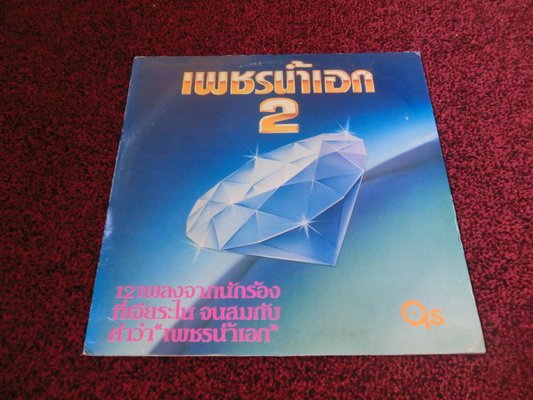 เพชรน้ำเอก
2
12 เพลงจากนักร้อง
ที่เจียระไน จนสมกับ
คำว่า "เพชรน้ำเอก"
QS